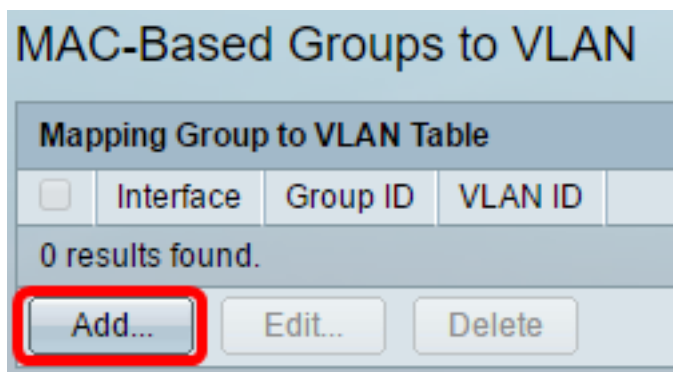 MAC-Based Groups to VLAN
Mapping Group to VLAN Table
Interface Group ID VLAN ID
0 results found.
Add... Edit... Delete